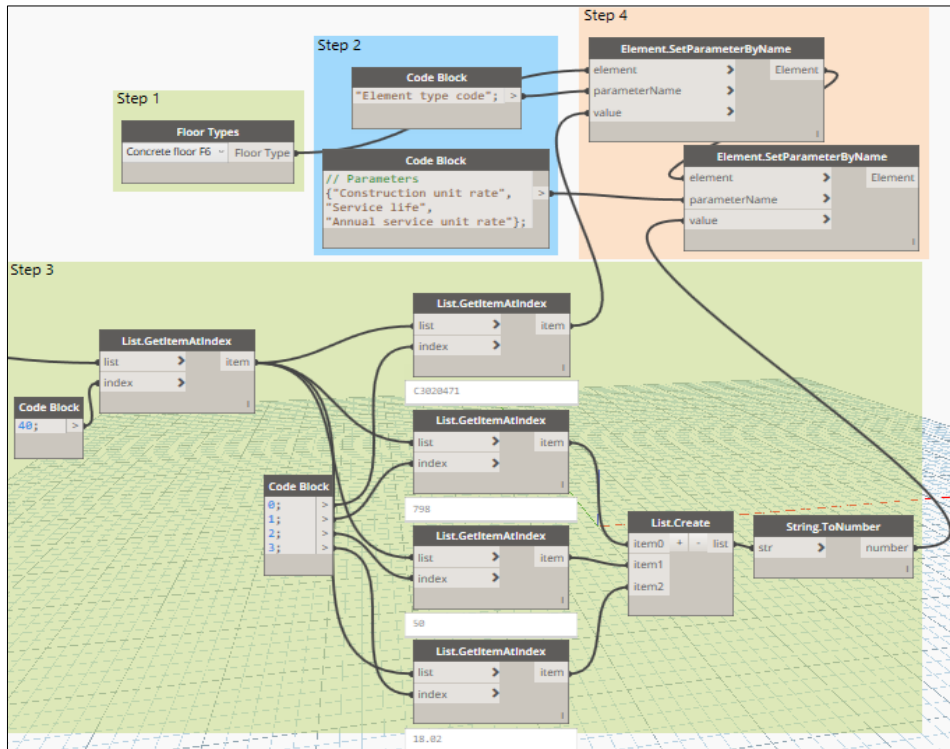 Step 1
Floor Types
Concrete floor F6 Floor Type
Step 2
Code Block
"Element type code"; >
Code Block
// Parameters
{"Construction unit rate", >
"Service life",
"Annual service unit rate"};
Step 4
Element.SetParameterByName
element > Element
parameterName >
value >
Element.SetParameterByName
element > Element
parameterName >
value >
Step 3
List.GetItemAtIndex
list > item
index >
Code Block
40; >
Code Block
0; >
1; >
2; >
3; >
List.GetItemAtIndex
list > item
index >
C3020471
List.GetItemAtIndex
list > item
index >
798
List.GetItemAtIndex
list > item
index >
50
List.GetItemAtIndex
list > item
index >
18.02
List.Create
item0 + - list
item1
item2
String.ToNumber
str > number